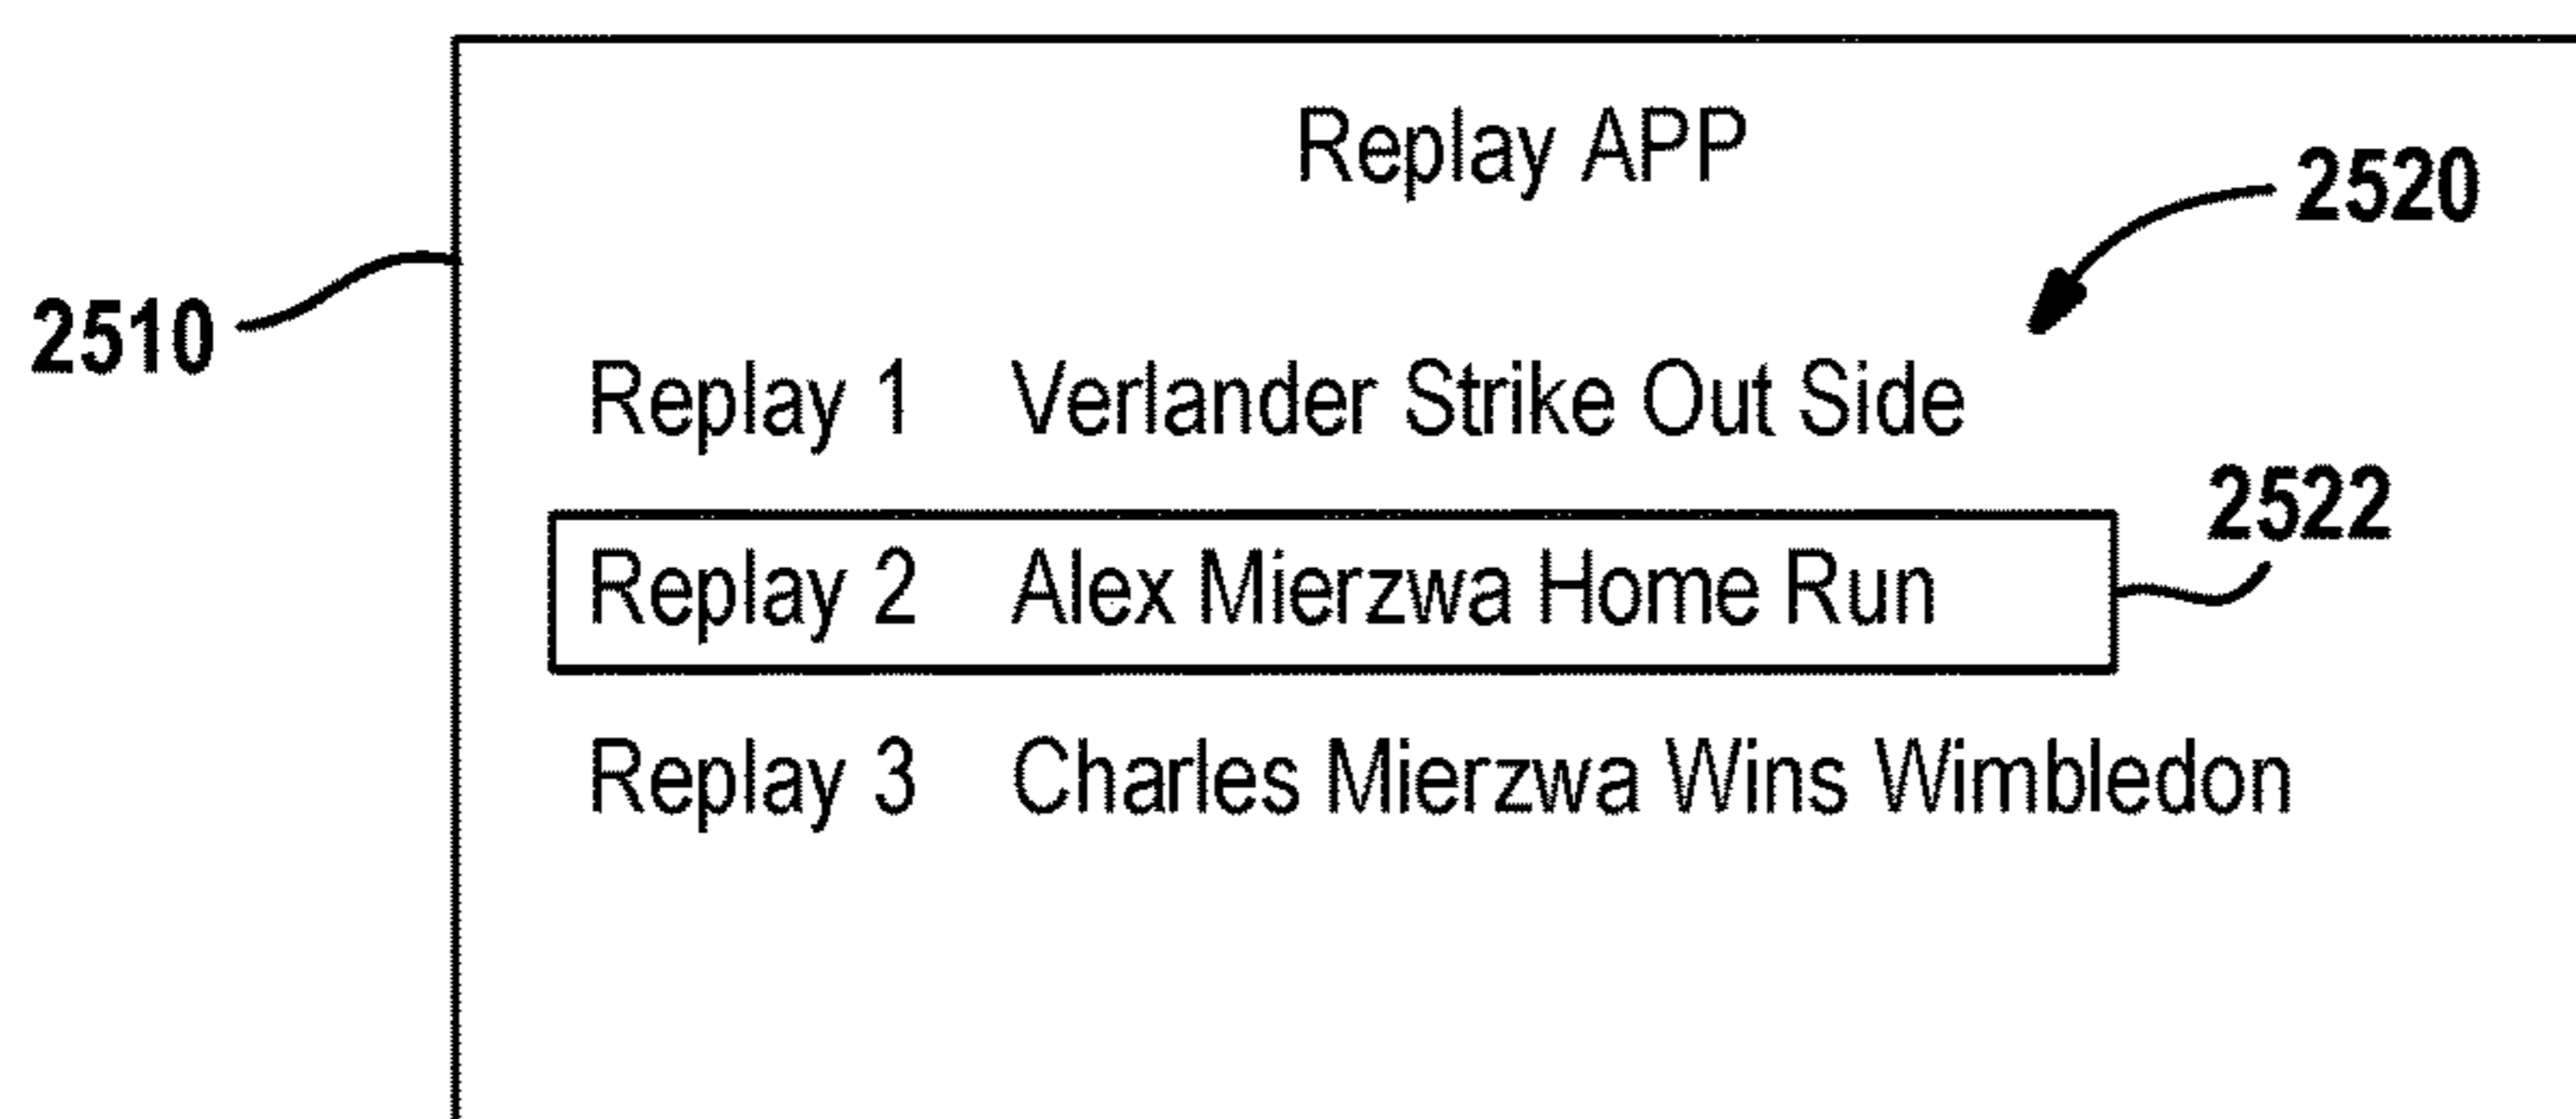 Replay APP
2520
2510
Replay 1 Verlander Strike Out Side
2522
Replay 2 Alex Mierzwa Home Run
Replay 3 Charles Mierzwa Wins Wimbledon